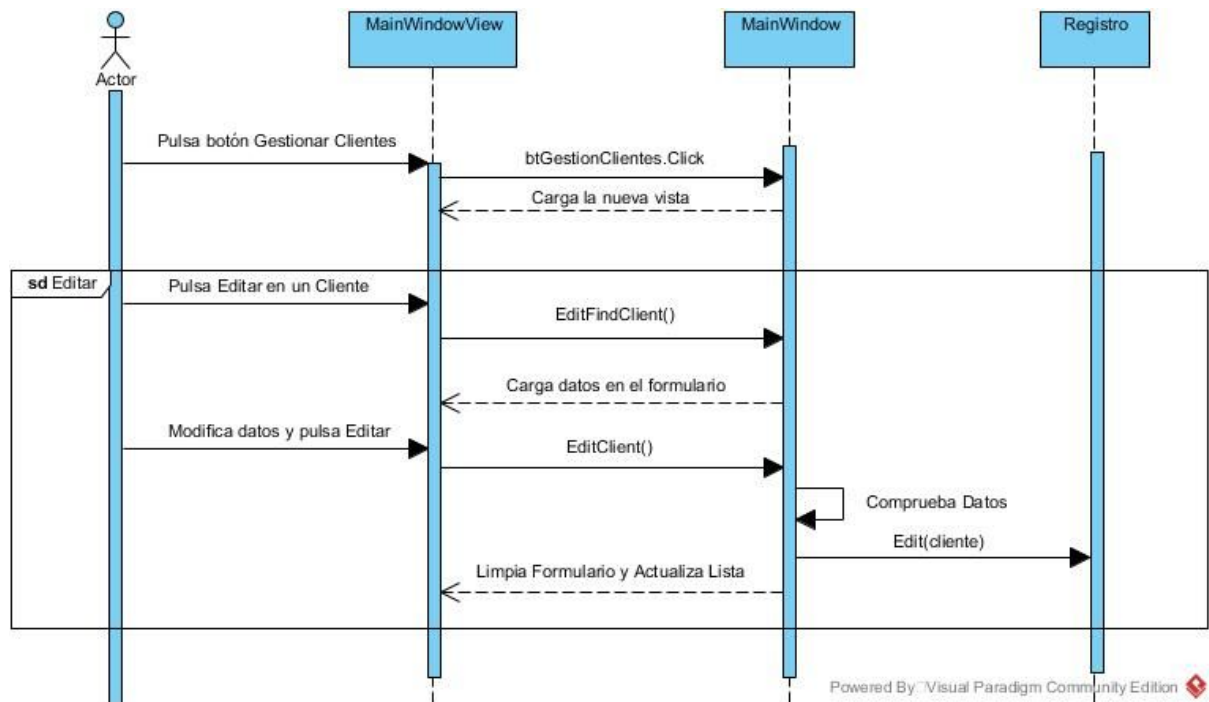 MainWindowView
MainWindow
Registro
Actor
Pulsa botón Gestionar Clientes
btGestionClientes.Click
Carga la nueva vista
sd Editar
Pulsa Editar en un Cliente
EditFindClient()
Carga datos en el formulario
Modifica datos y pulsa Editar
EditClient()
Comprueba Datos
Edit(cliente)
Limpia Formulario y Actualiza Lista
Powered By Visual Paradigm Community Edition